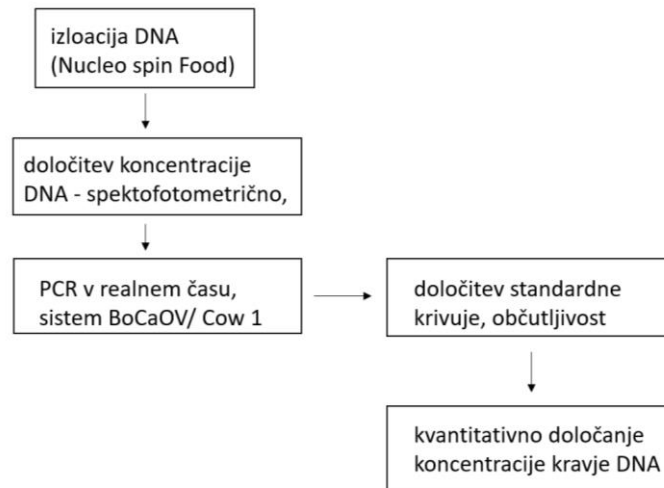 izloacija DNA
(Nucleo spin Food)
določitev koncentracije
DNA - spektofotometrično,
PCR v realnem času,
sistem BoCaOV/ Cow 1
določitev standardne
krivuje, občutljivost
kvantitativno določanje
koncentracije kravje DNA